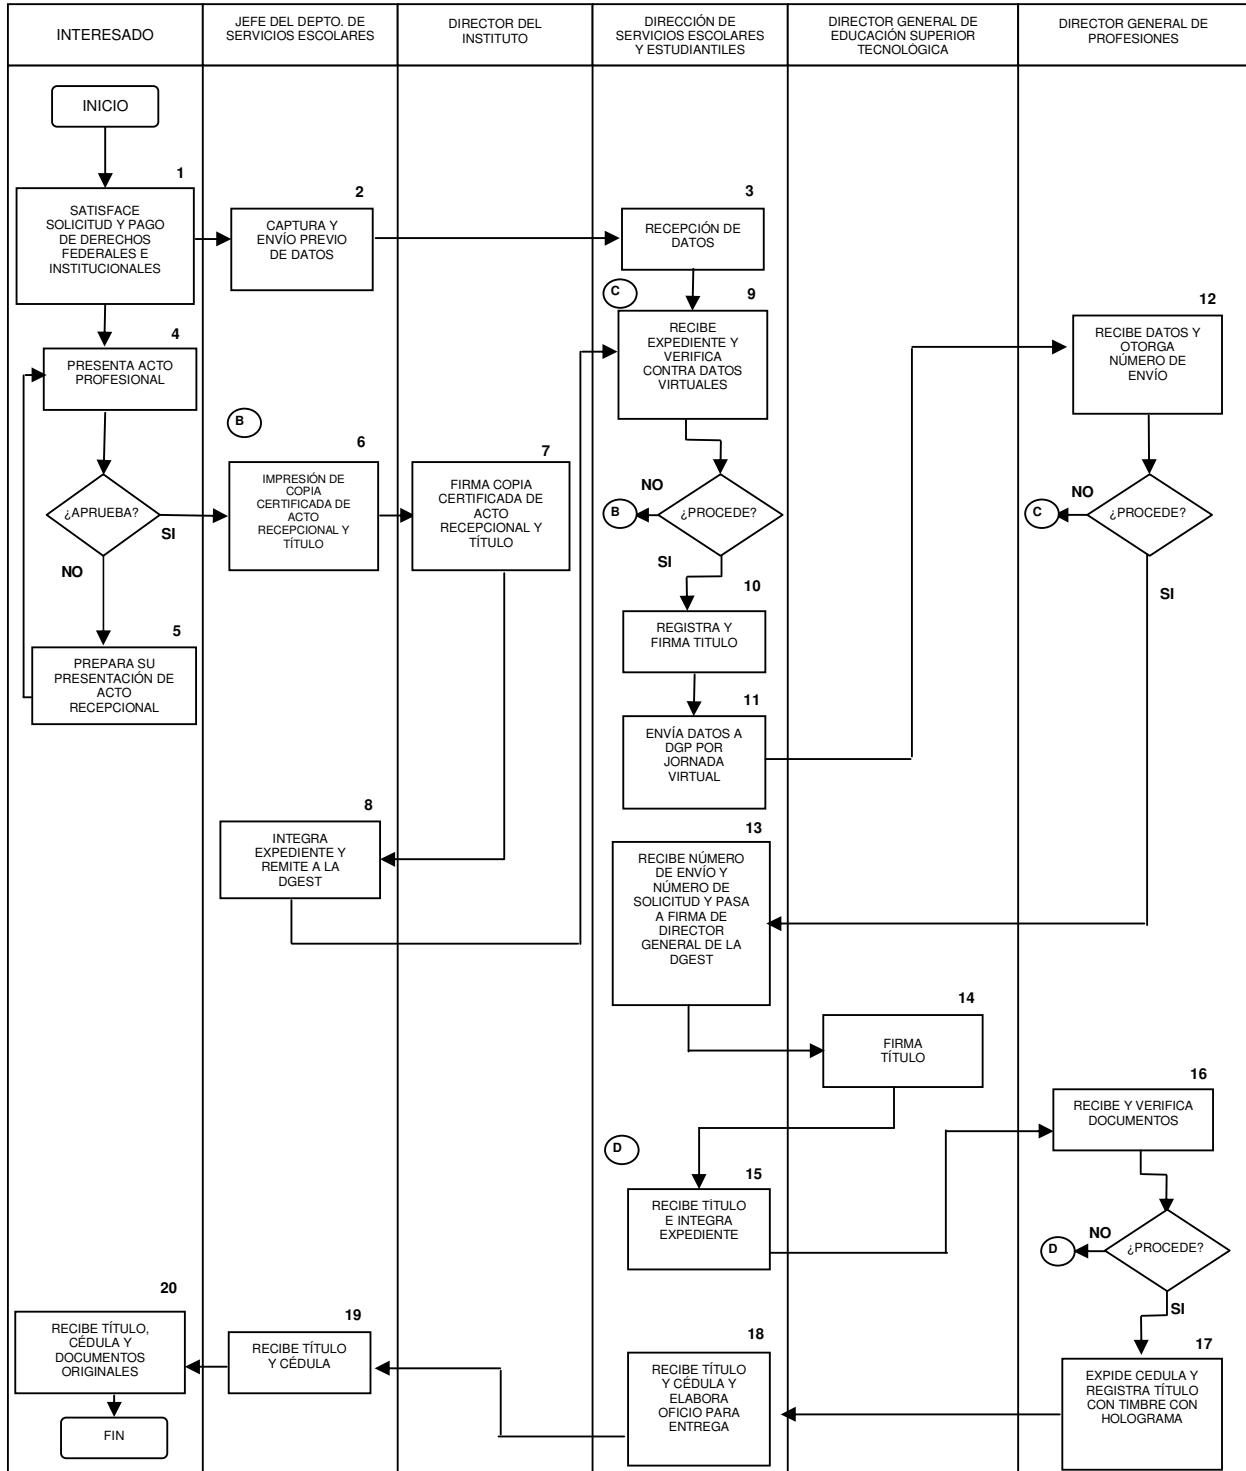 INTERESADO
JEFE DEL DEPTO. DE
SERVICIOS ESCOLARES
DIRECTOR DEL
INSTITUTO
DIRECCIÓN DE
SERVICIOS ESCOLARES
Y ESTUDIANTILES
DIRECTOR GENERAL DE
EDUCACIÓN SUPERIOR
TECNOLÓGICA
DIRECTOR GENERAL DE
PROFESIONES
INICIO
1
SATISFACE
SOLICITUD Y PAGO
DE DERECHOS
FEDERALES E
INSTITUCIONALES
2
CAPTURA Y
ENVÍO PREVIO
DE DATOS
3
RECEPCIÓN DE
DATOS
4
PRESENTA ACTO
PROFESIONAL
¿APRUEBA?
SI
NO
5
PREPARA SU
PRESENTACIÓN DE
ACTO
RECEPCIONAL
B
6
IMPRESIÓN DE
COPIA
CERTIFICADA DE
ACTO
RECEPCIONAL Y
TÍTULO
7
FIRMA COPIA
CERTIFICADA DE
ACTO
RECEPCIONAL Y
TÍTULO
8
INTEGRA
EXPEDIENTE Y
REMITE A LA
DGEST
C
9
RECIBE
EXPEDIENTE Y
VERIFICA
CONTRA DATOS
VIRTUALES
NO
B
¿PROCEDE?
SI
10
REGISTRA Y
FIRMA TITULO
11
ENVÍA DATOS A
DGP POR
JORNADA
VIRTUAL
12
RECIBE DATOS Y
OTORGA
NÚMERO DE
ENVÍO
NO
C
¿PROCEDE?
SI
13
RECIBE NÚMERO
DE ENVÍO Y
NÚMERO DE
SOLICITUD Y PASA
A FIRMA DE
DIRECTOR
GENERAL DE LA
DGEST
14
FIRMA
TÍTULO
D
15
RECIBE TÍTULO
E INTEGRA
EXPEDIENTE
16
RECIBE Y VERIFICA
DOCUMENTOS
NO
D
¿PROCEDE?
SI
17
EXPIDE CEDULA Y
REGISTRA TÍTULO
CON TIMBRE CON
HOLOGRAMA
18
RECIBE TÍTULO
Y CÉDULA Y
ELABORA
OFICIO PARA
ENTREGA
19
RECIBE TÍTULO
Y CÉDULA
20
RECIBE TÍTULO,
CÉDULA Y
DOCUMENTOS
ORIGINALES
FIN